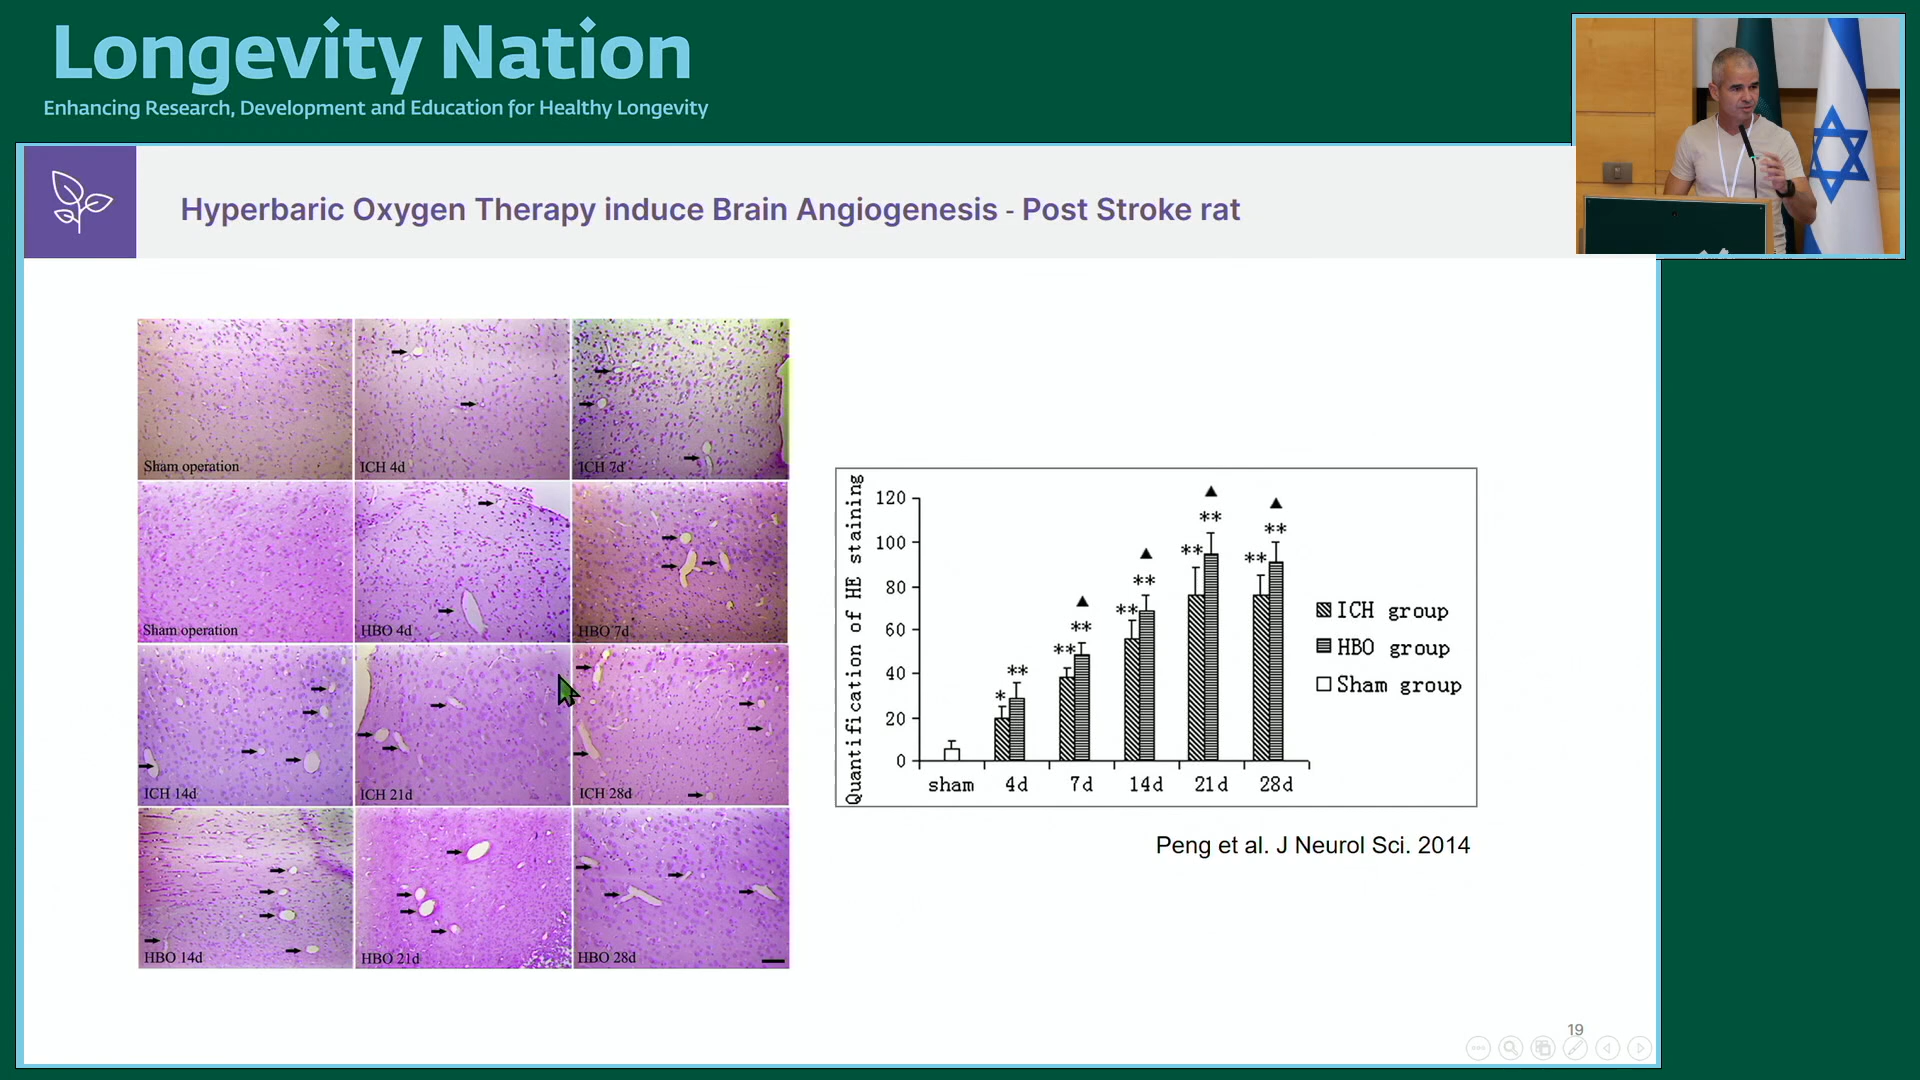 Longevity Nation
Enhancing Research, Development and Education for Healthy Longevity
Hyperbaric Oxygen Therapy induce Brain Angiogenesis - Post Stroke rat
Sham operation
ICH 4d
ICH 7d
Sham operation
HBO 4d
HBO 7d
ICH 14d
ICH 21d
ICH 28d
HBO 14d
HBO 21d
HBO 28d
Quantification of HE staining
120
100
80
60
40
20
0
*
**
**
**
**
**
**
**
**
**
sham
4d
7d
14d
21d
28d
ICH group
HBO group
Sham group
Peng et al. J Neurol Sci. 2014
19